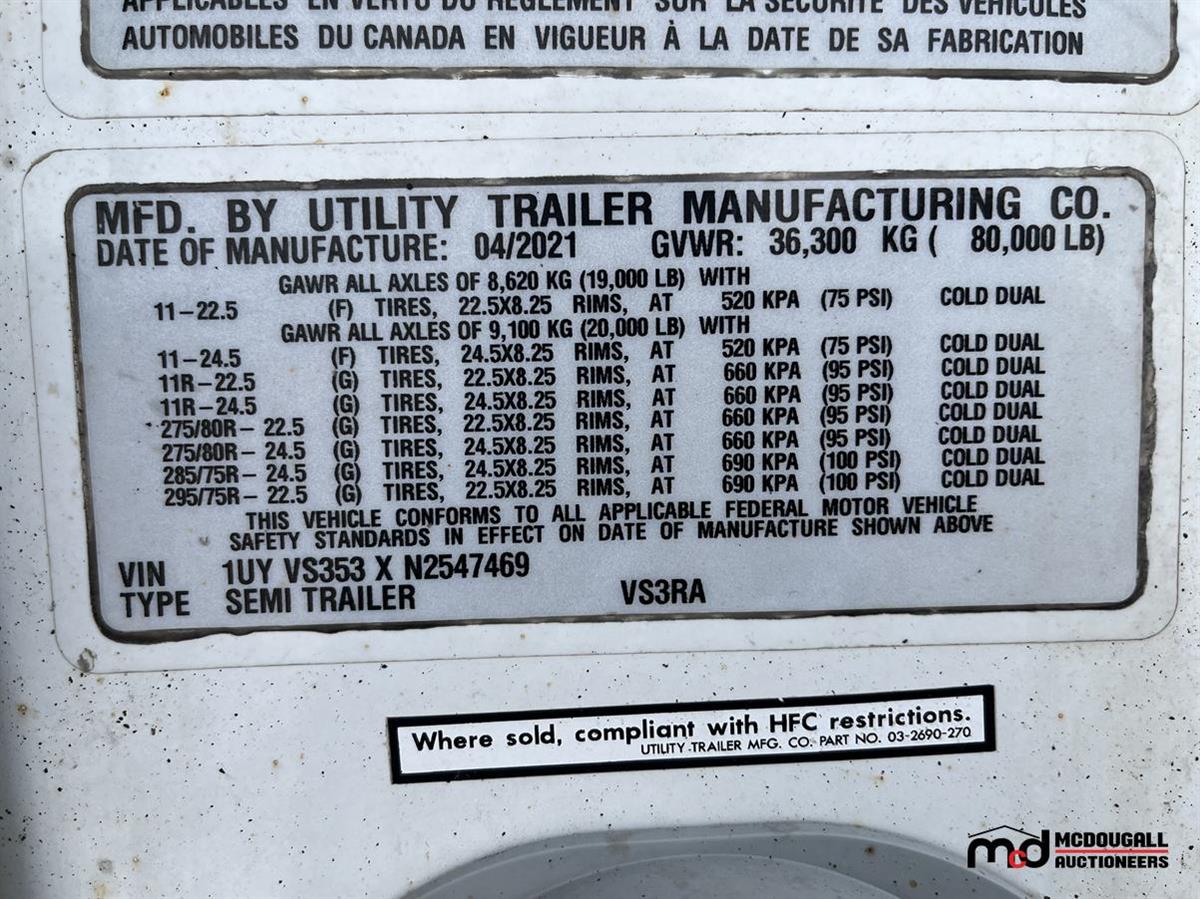 APPLICABLES EN VERTU DU RÈGLEMENT SUR LA SÉCURITÉ DES VÉHICULES
AUTOMOBILES DU CANADA EN VIGUEUR À LA DATE DE SA FABRICATION
MFD. BY UTILITY TRAILER MANUFACTURING CO.
DATE OF MANUFACTURE: 04/2021 GVWR: 36,300 KG ( 80,000 LB)
GAWR ALL AXLES OF 8,620 KG (19,000 LB) WITH
11-22.5 (F) TIRES, 22.5X8.25 RIMS, AT 520 KPA (75 PSI) COLD DUAL
GAWR ALL AXLES OF 9,100 KG (20,000 LB) WITH
11-24.5 (F) TIRES, 24.5X8.25 RIMS, AT 520 KPA (75 PSI) COLD DUAL
11R-22.5 (G) TIRES, 22.5X8.25 RIMS, AT 660 KPA (95 PSI) COLD DUAL
11R-24.5 (G) TIRES, 24.5X8.25 RIMS, AT 660 KPA (95 PSI) COLD DUAL
275/80R-22.5 (G) TIRES, 22.5X8.25 RIMS, AT 660 KPA (95 PSI) COLD DUAL
275/80R-24.5 (G) TIRES, 24.5X8.25 RIMS, AT 660 KPA (95 PSI) COLD DUAL
285/75R-24.5 (G) TIRES, 24.5X8.25 RIMS, AT 690 KPA (100 PSI) COLD DUAL
295/75R-22.5 (G) TIRES, 22.5X8.25 RIMS, AT 690 KPA (100 PSI) COLD DUAL
THIS VEHICLE CONFORMS TO ALL APPLICABLE FEDERAL MOTOR VEHICLE
SAFETY STANDARDS IN EFFECT ON DATE OF MANUFACTURE SHOWN ABOVE
VIN 1UY VS353 X N2547469
TYPE SEMI TRAILER VS3RA
Where sold, compliant with HFC restrictions.
UTILITY TRAILER MFG. CO. PART NO. 03-2690-270
mcd MCDOUGALL
AUCTIONEERS